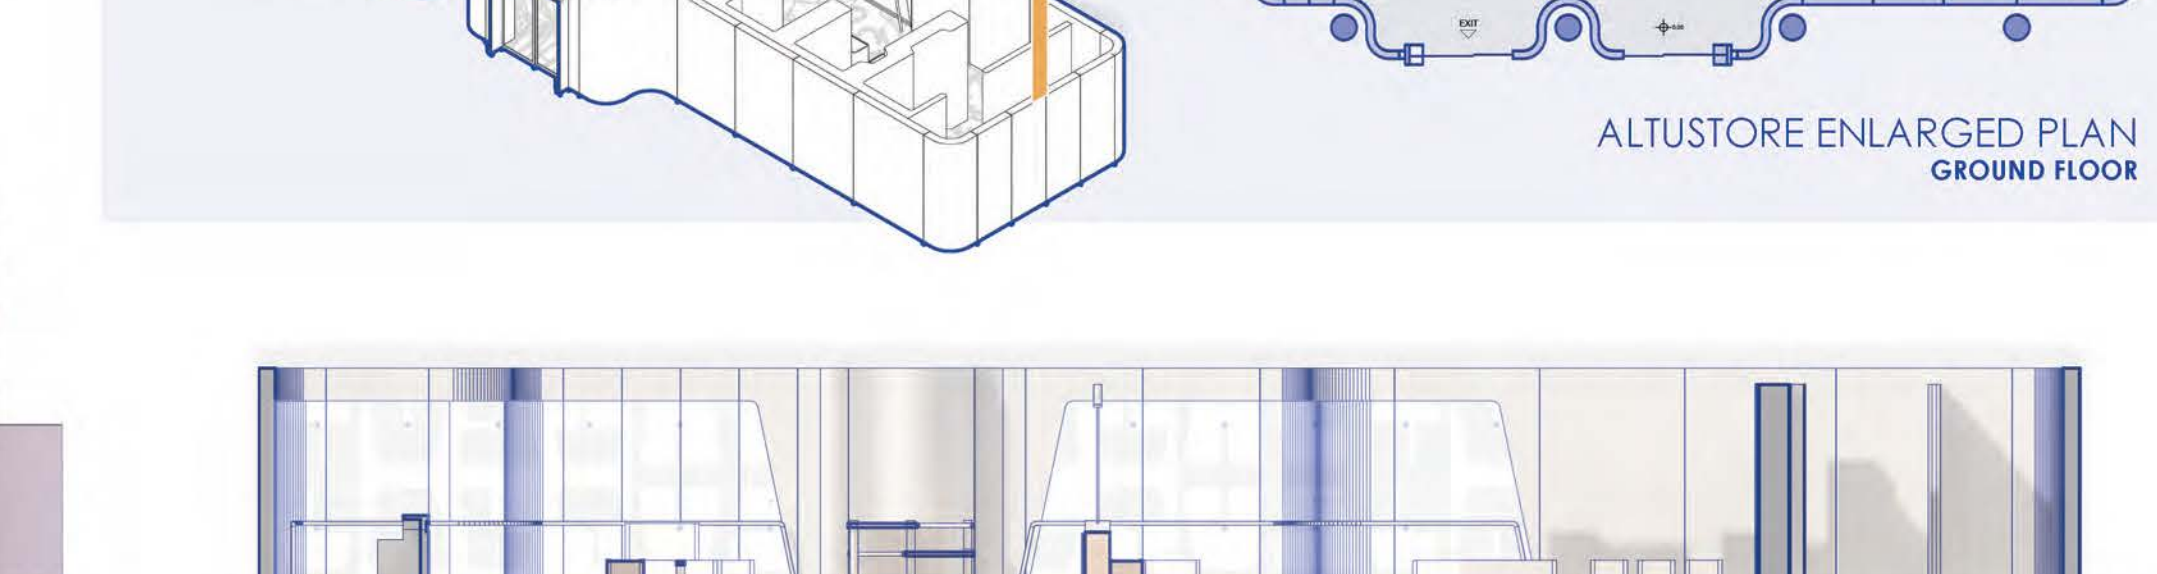 EXIT
ALTUSTORE ENLARGED PLAN
GROUND FLOOR